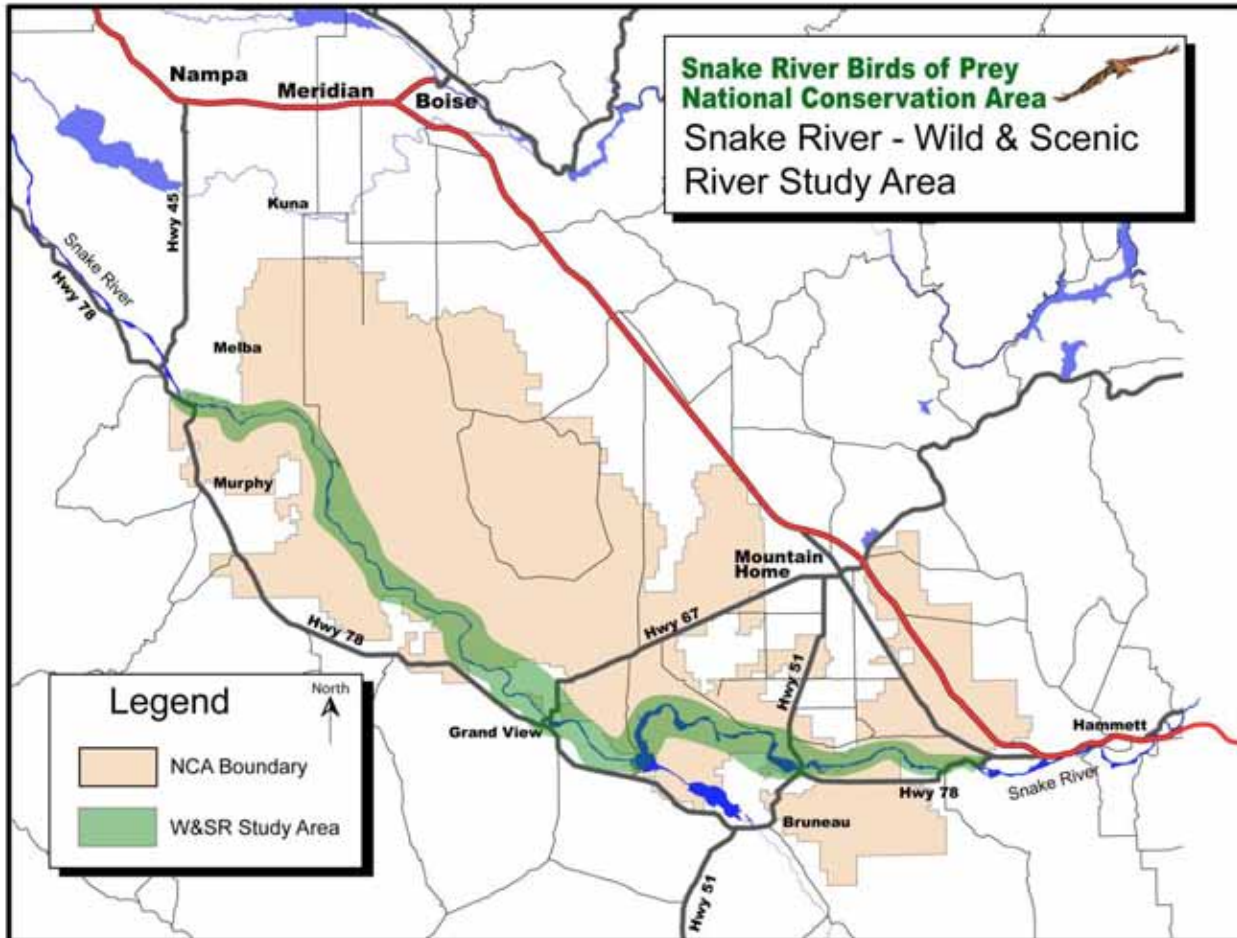 Snake River Birds of Prey
National Conservation Area
Snake River - Wild & Scenic
River Study Area
Nampa
Meridian
Boise
Kuna
Hwy 45
Snake River
Hwy 78
Melba
Murphy
Mountain
Home
Hwy 67
Hwy 78
Hwy 51
Grand View
Hammett
Snake River
Hwy 78
Bruneau
Hwy 51
Legend
North
NCA Boundary
W&SR Study Area